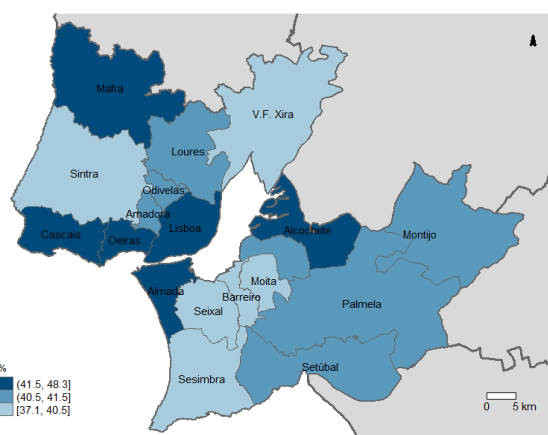 Mafra
V.F. Xira
Loures
Sintra
Odivelas
Amadora
Cascais
Oeiras
Lisboa
Alcochete
Montijo
Almada
Moita
Barreiro
Seixal
Palmela
Setúbal
Sesimbra
%
(41.5, 48.3]
(40.5, 41.5]
[37.1, 40.5]
0 5 km